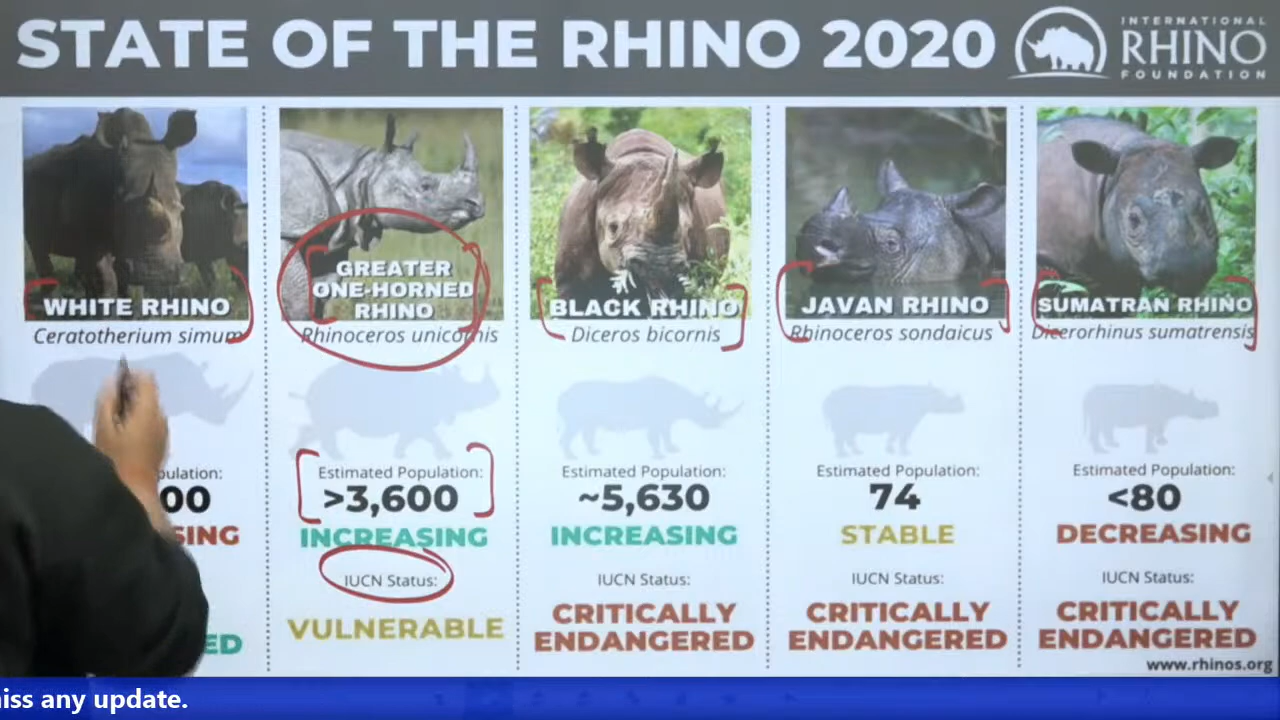 STATE OF THE RHINO 2020
INTERNATIONAL
RHINO
FOUNDATION
WHITE RHINO
Ceratotherium simum
00
GREATER
ONE-HORNED
RHINO
Rhinoceros unicornis
Estimated Population:
>3,600
INCREASING
IUCN Status:
VULNERABLE
BLACK RHINO
Diceros bicornis
Estimated Population:
~5,630
INCREASING
IUCN Status:
CRITICALLY
ENDANGERED
JAVAN RHINO
Rhinoceros sondaicus
Estimated Population:
74
STABLE
IUCN Status:
CRITICALLY
ENDANGERED
SUMATRAN RHINO
Dicerorhinus sumatrensis
Estimated Population:
<80
DECREASING
IUCN Status:
CRITICALLY
ENDANGERED
www.rhinos.org
any update.